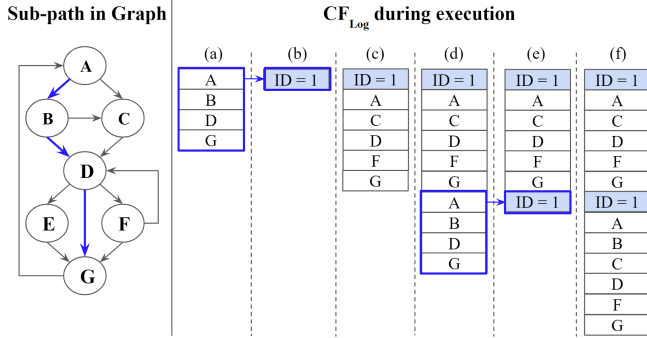 Sub-path in Graph
CF_Log during execution
A
B
C
D
E
F
G
(a)
A
B
D
G
(b)
ID = 1
(c)
ID = 1
A
C
D
F
G
(d)
ID = 1
A
C
D
F
G
A
B
D
G
(e)
ID = 1
A
C
D
F
G
ID = 1
(f)
ID = 1
A
C
D
F
G
ID = 1
A
B
C
D
F
G